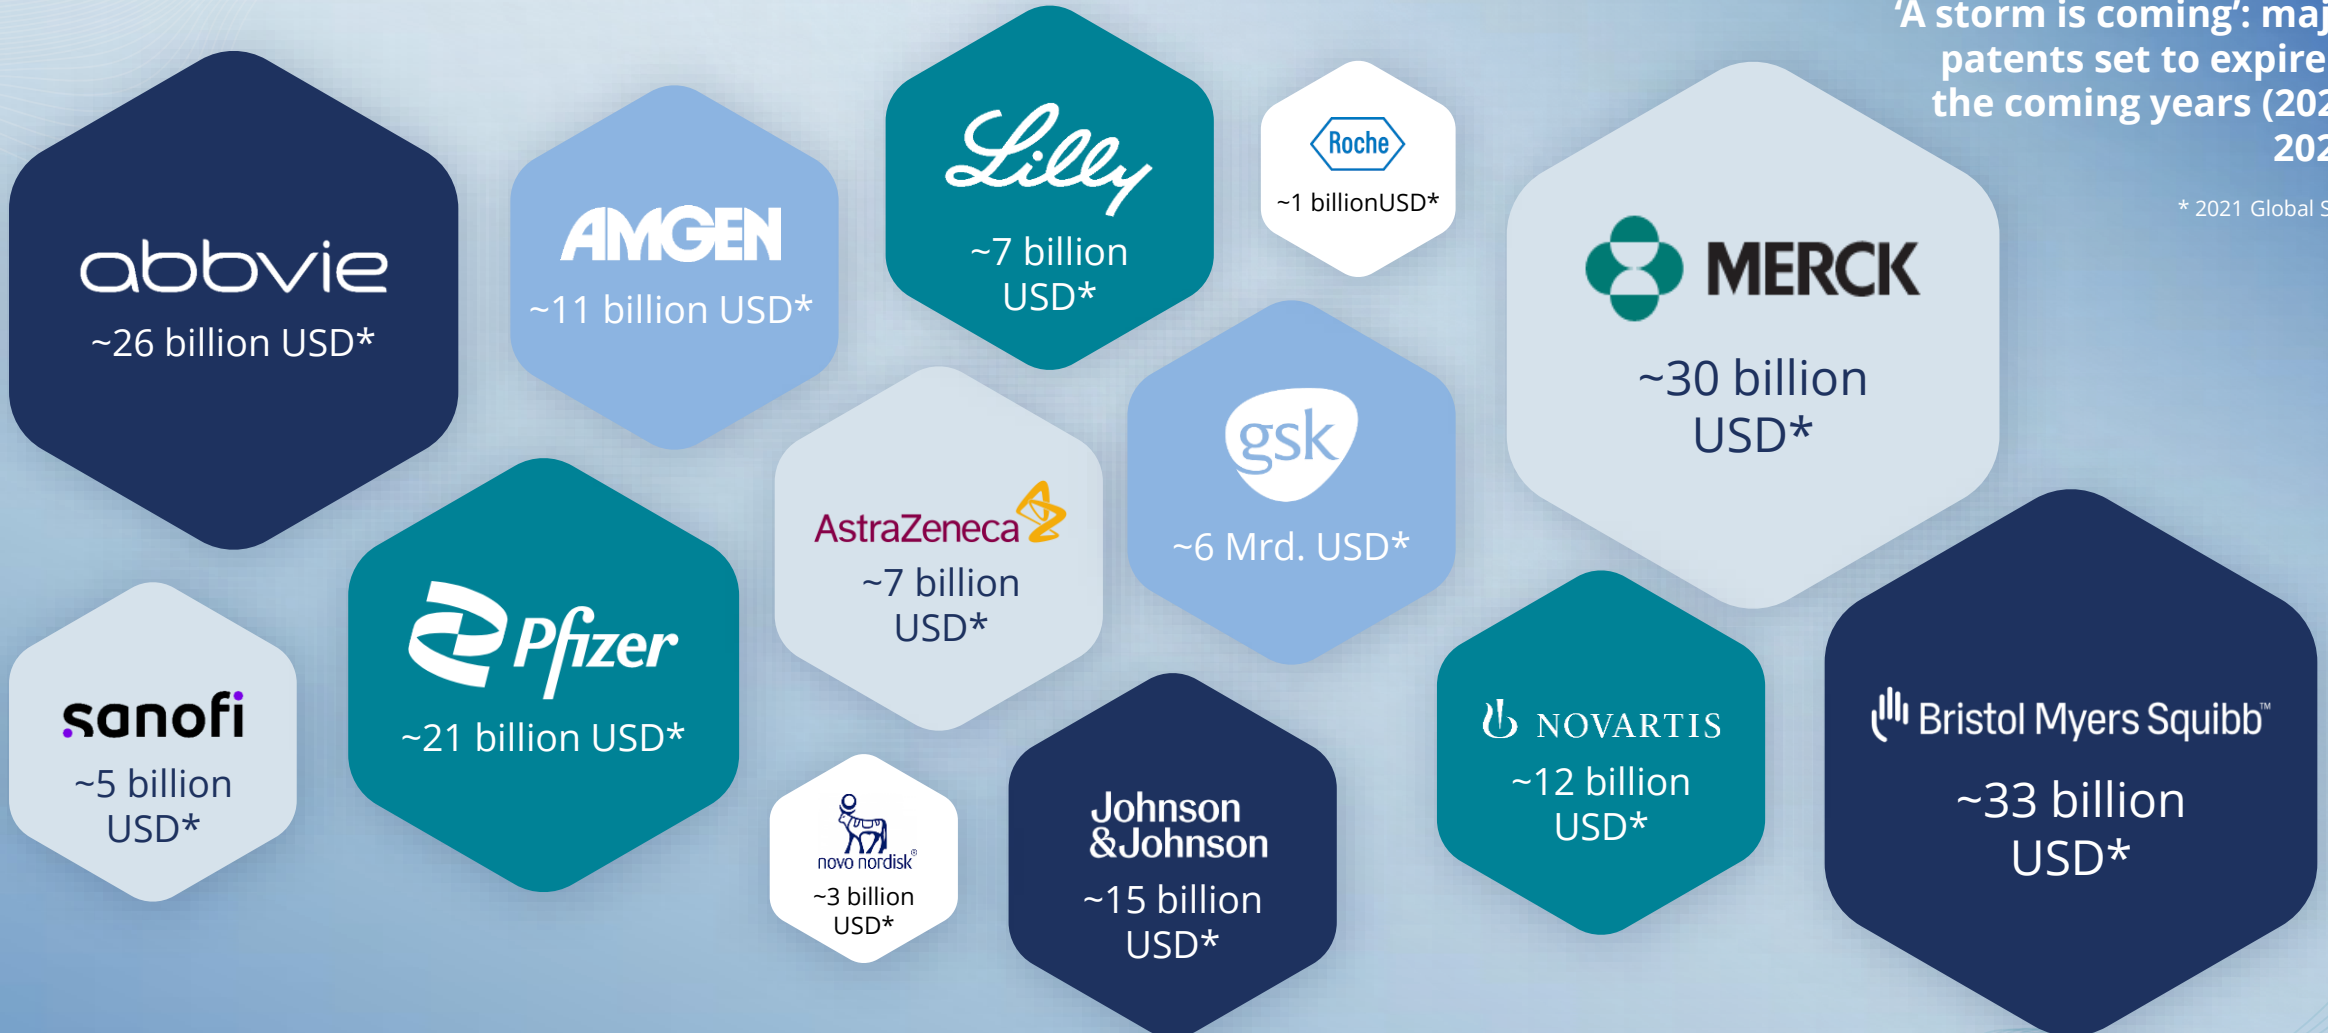 'A storm is coming': maj
patents set to expire
the coming years (202
202
* 2021 Global S
abbvie
~26 billion USD*
AMGEN
~11 billion USD*
Lilly
~7 billion
USD*
Roche
~1 billionUSD*
MERCK
~30 billion
USD*
sanofi
~5 billion
USD*
Pfizer
~21 billion USD*
AstraZeneca
~7 billion
USD*
gsk
~6 Mrd. USD*
novo nordisk®
~3 billion
USD*
Johnson
&Johnson
~15 billion
USD*
NOVARTIS
~12 billion
USD*
Bristol Myers Squibb™
~33 billion
USD*